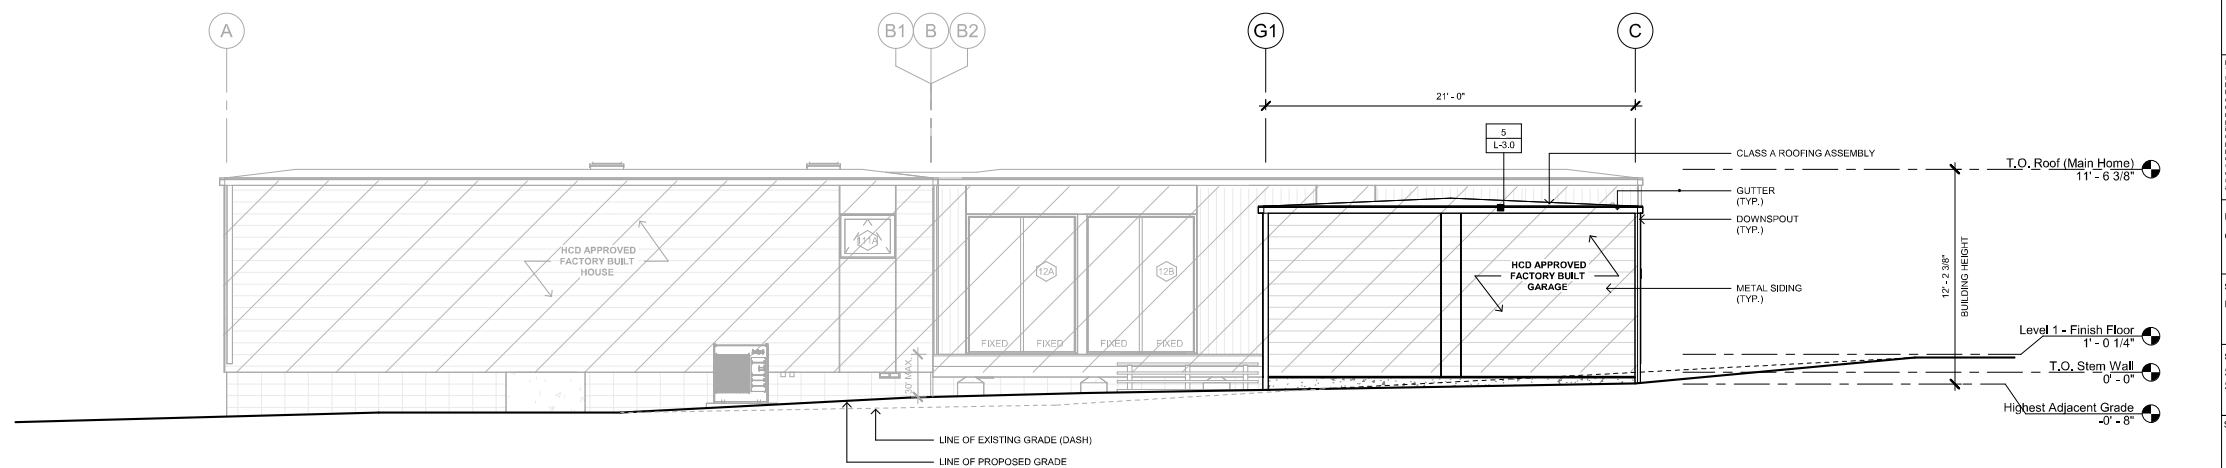 A
B1
B
B2
G1
C
21' - 0"
5
L-3.0
CLASS A ROOFING ASSEMBLY
T.O. Roof (Main Home)
11' - 6 3/8"
GUTTER
(TYP.)
DOWNSPOUT
(TYP.)
111A
HCD APPROVED
FACTORY BUILT
HOUSE
12A
12B
HCD APPROVED
FACTORY BUILT
GARAGE
METAL SIDING
(TYP.)
12' - 2 3/8"
BUILDING HEIGHT
Level 1 - Finish Floor
1' - 0 1/4"
FIXED
FIXED
FIXED
FIXED
T.O. Stem Wall
0' - 0"
Highest Adjacent Grade
-0' - 8"
LINE OF EXISTING GRADE (DASH)
LINE OF PROPOSED GRADE